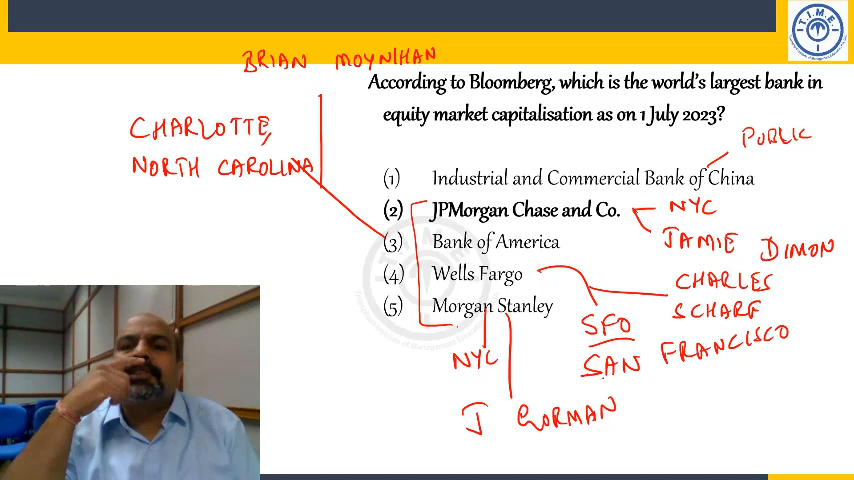 T.I.M.E.
BRIAN MOYNIHAN
According to Bloomberg, which is the world's largest bank in
equity market capitalisation as on 1 July 2023?
CHARLOTTE,
NORTH CAROLINA
PUBLIC
(1) Industrial and Commercial Bank of China
(2) JPMorgan Chase and Co.
NYC
JAMIE DIMON
(3) Bank of America
(4) Wells Fargo
CHARLES
SCHARF
(5) Morgan Stanley
SFO
SAN FRANCISCO
NYC
J GORMAN